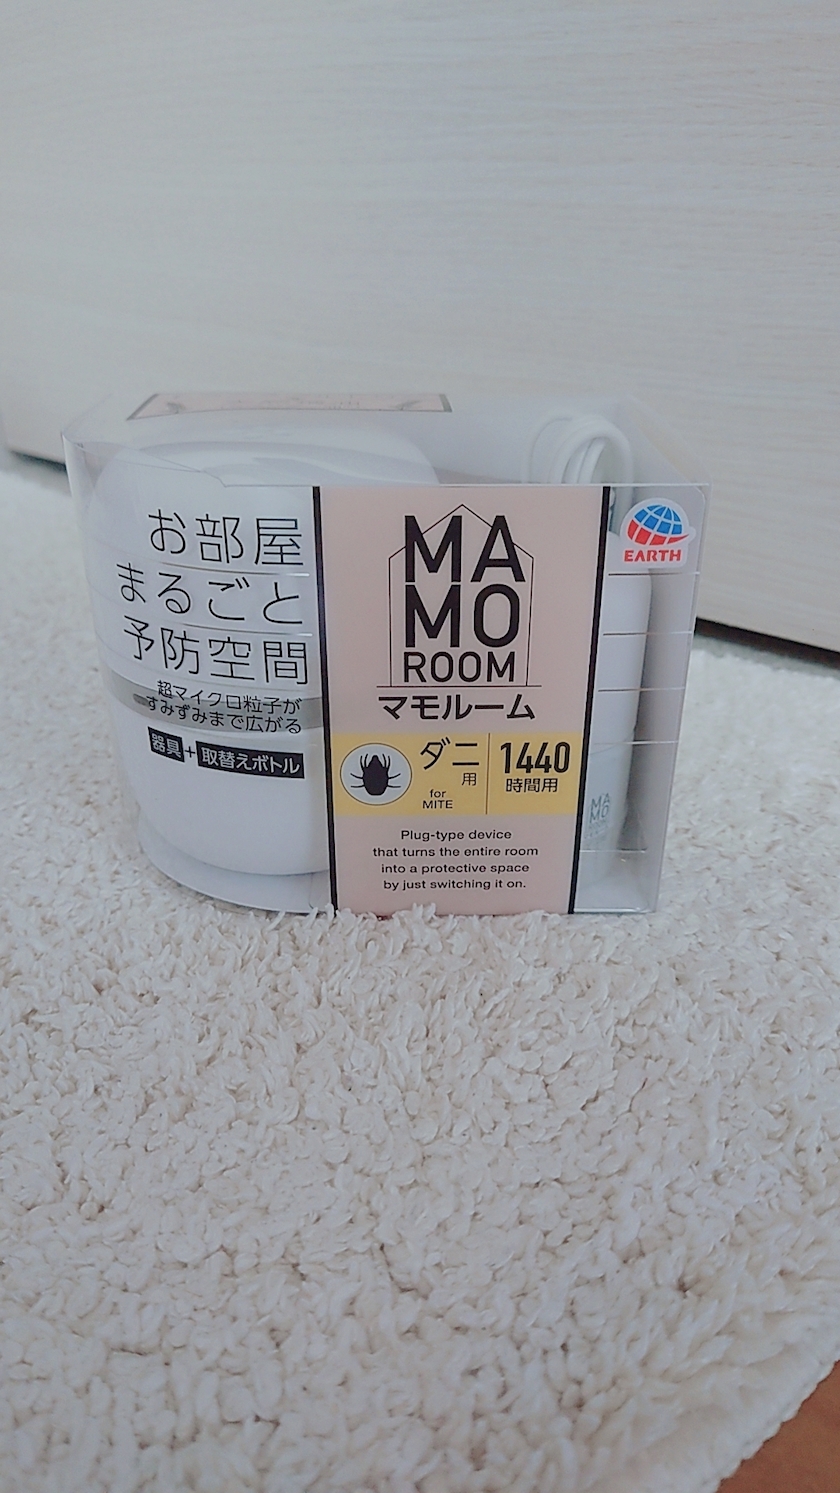 お部屋
まるごと
予防空間
超マイクロ粒子が
すみずみまで広がる
器具+取替えボトル
MA
MO
ROOM
マモルーム
ダニ
用
for
MITE
1440
時間用
Plug-type device
that turns the entire room
into a protective space
by just switching it on.
EARTH
MA
MO